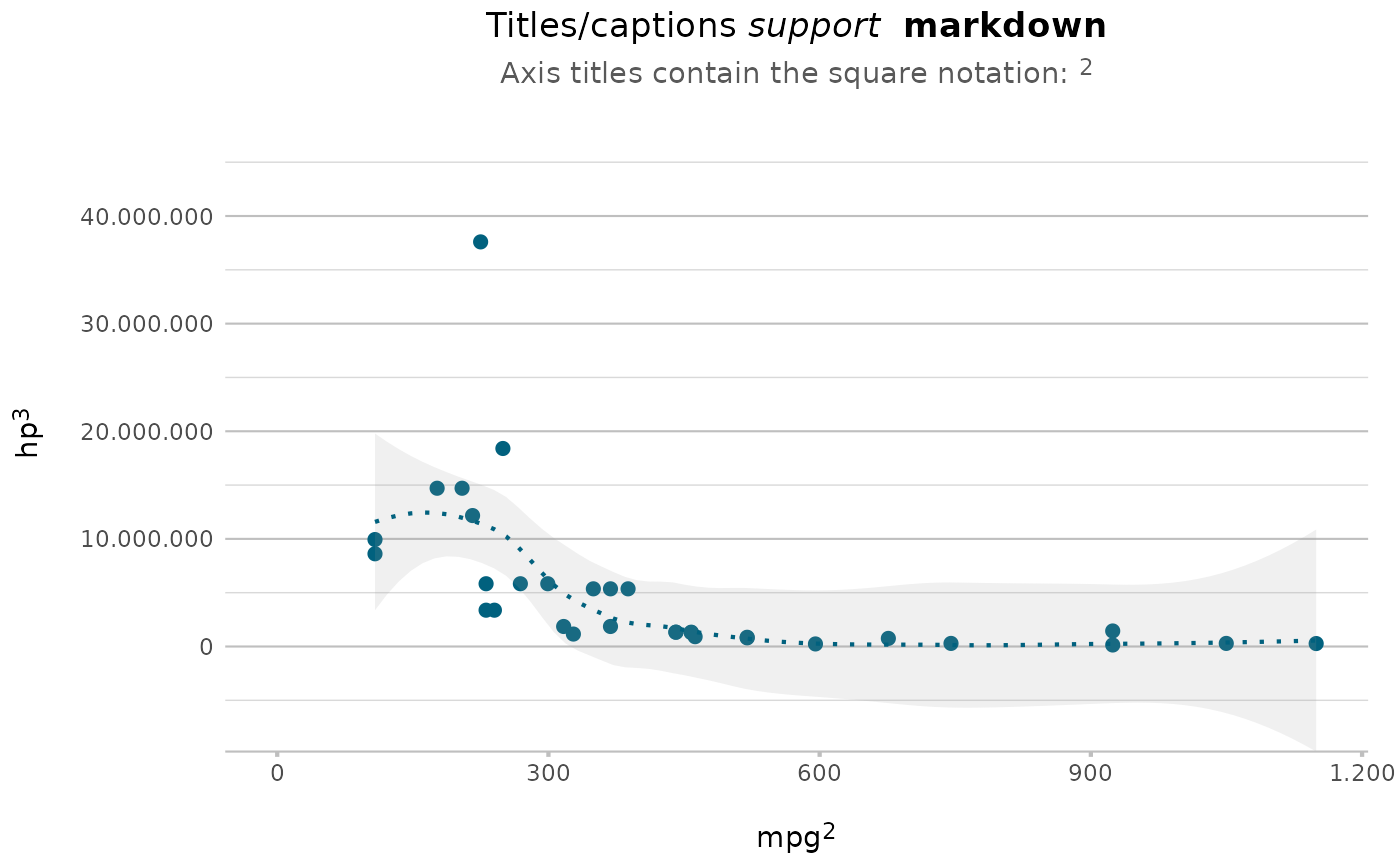 Titles/captions support markdown
Axis titles contain the square notation: ²
40.000.000
30.000.000
20.000.000
10.000.000
0
hp³
0 300 600 900 1.200
mpg²